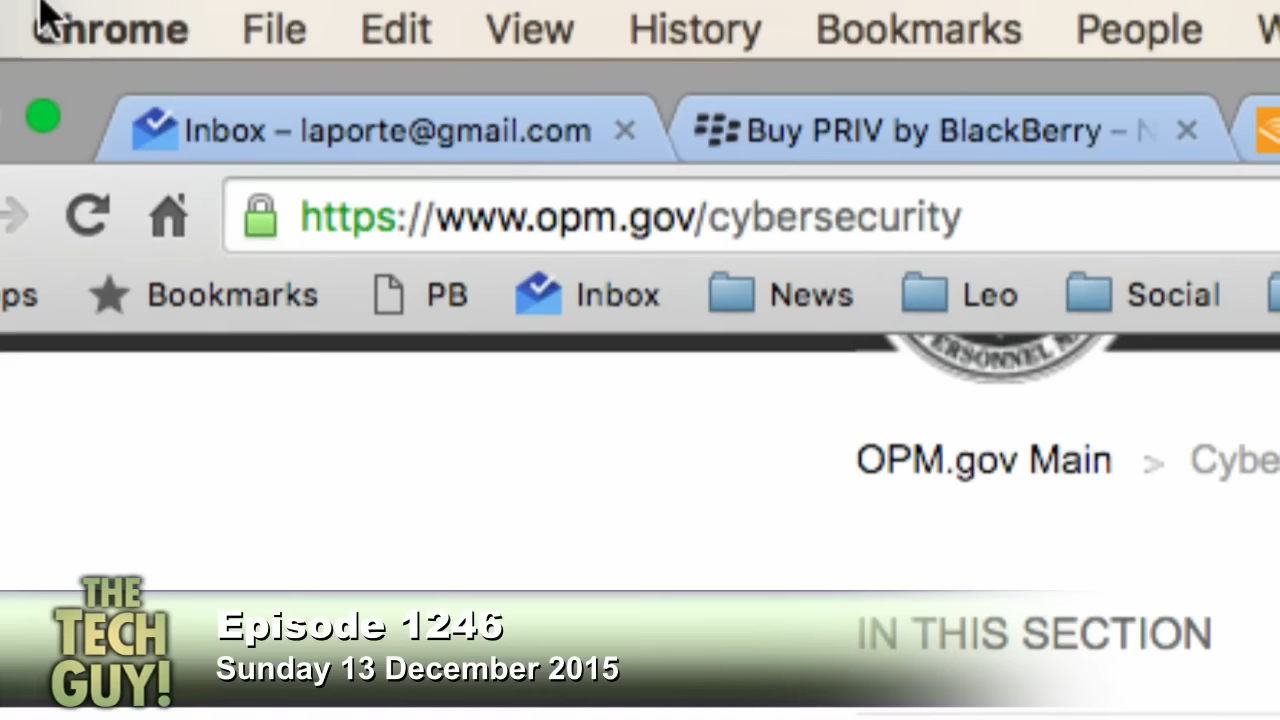 Chrome File Edit View History Bookmarks People W
Inbox – laporte@gmail.com × Buy PRIV by BlackBerry – N ×
https://www.opm.gov/cybersecurity
ps Bookmarks PB Inbox News Leo Social
PERSONNEL M
OPM.gov Main > Cybe
IN THIS SECTION
THE
TECH
GUY!
Episode 1246
Sunday 13 December 2015